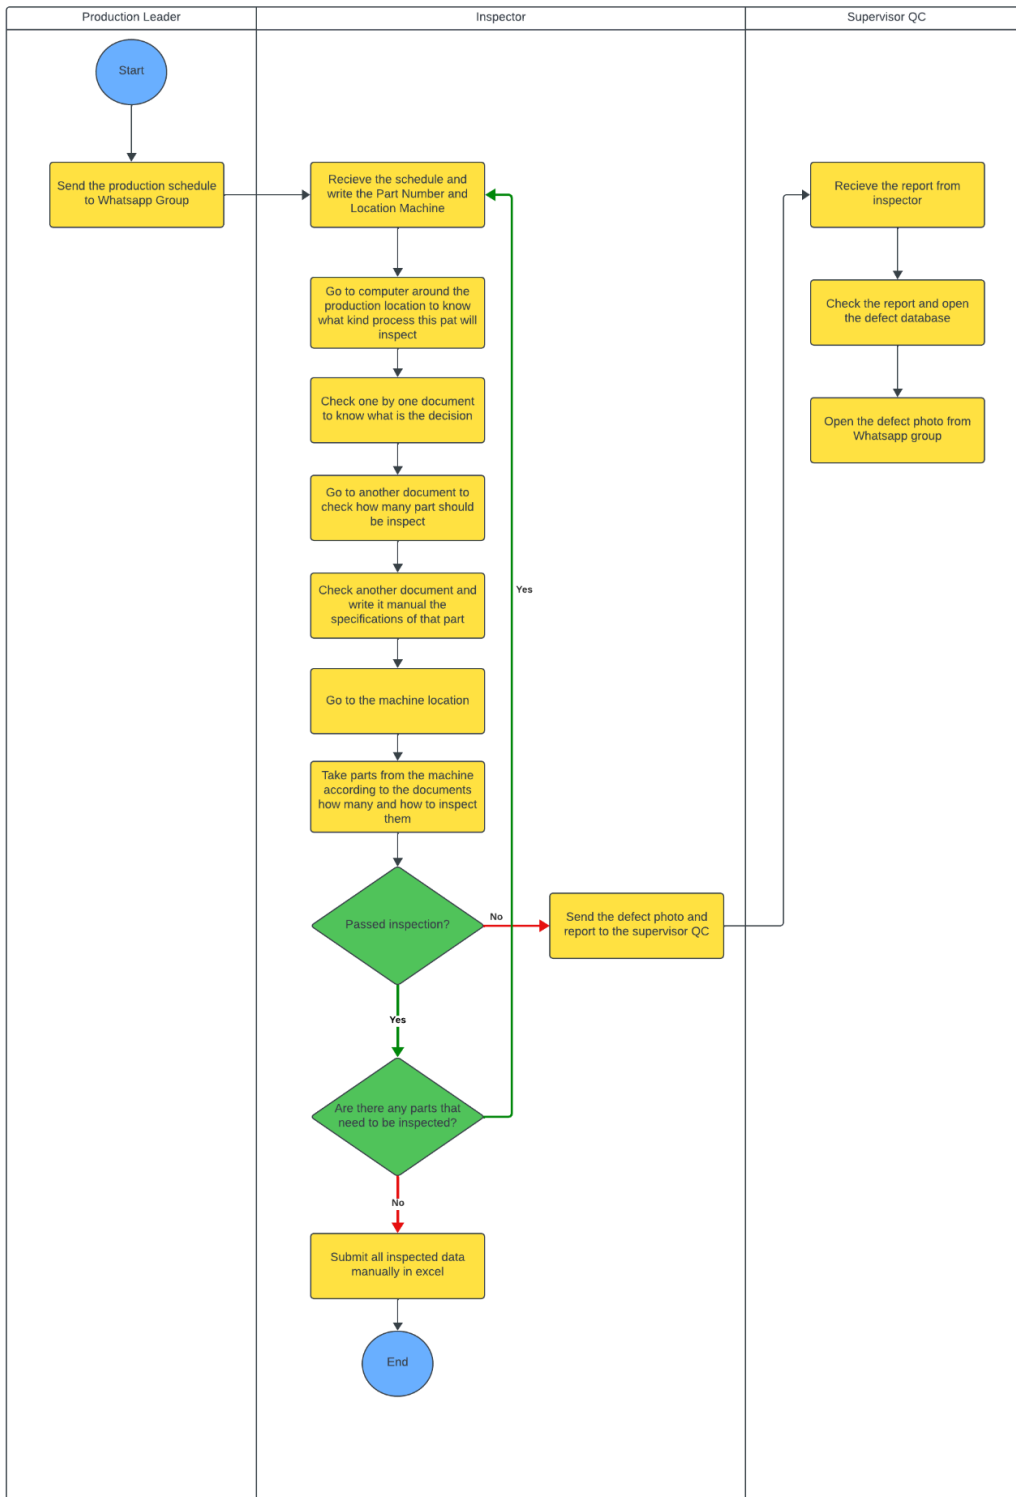 Production Leader
Inspector
Supervisor QC
Start
Send the production schedule
to Whatsapp Group
Recieve the schedule and
write the Part Number and
Location Machine
Go to computer around the
production location to know
what kind process this pat will
inspect
Check one by one document
to know what is the decision
Go to another document to
check how many part should
be inspect
Check another document and
write it manual the
specifications of that part
Go to the machine location
Take parts from the machine
according to the documents
how many and how to inspect
them
Passed inspection?
No
Send the defect photo and
report to the supervisor QC
Yes
Are there any parts that
need to be inspected?
Yes
No
Submit all inspected data
manually in excel
End
Recieve the report from
inspector
Check the report and open
the defect database
Open the defect photo from
Whatsapp group